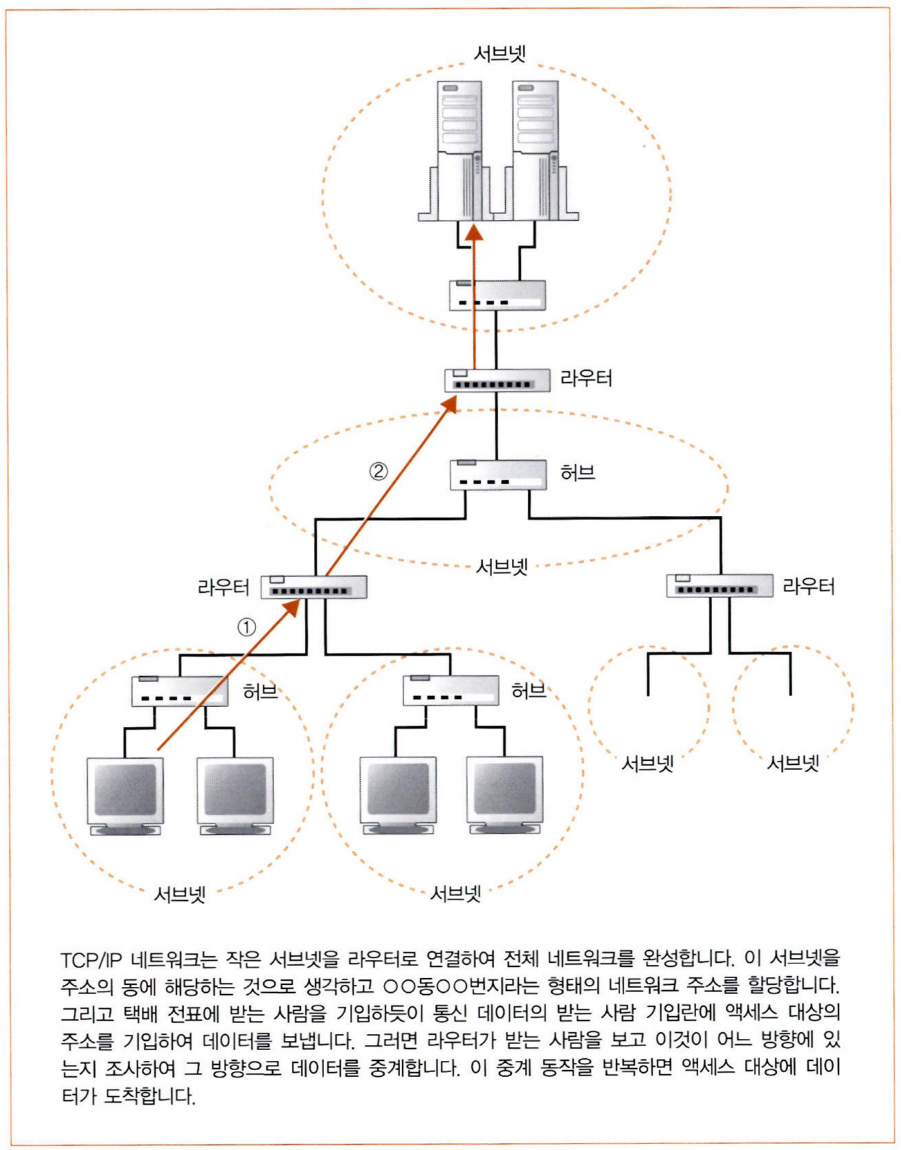 서브넷
라우터
②
허브
서브넷
라우터
라우터
①
허브
허브
서브넷
서브넷
서브넷
서브넷
TCP/IP 네트워크는 작은 서브넷을 라우터로 연결하여 전체 네트워크를 완성합니다. 이 서브넷을
주소의 동에 해당하는 것으로 생각하고 ○○동○○번지라는 형태의 네트워크 주소를 할당합니다.
그리고 택배 전표에 받는 사람을 기입하듯이 통신 데이터의 받는 사람 기입란에 액세스 대상의
주소를 기입하여 데이터를 보냅니다. 그러면 라우터가 받는 사람을 보고 이것이 어느 방향에 있
는지 조사하여 그 방향으로 데이터를 중계합니다. 이 중계 동작을 반복하면 액세스 대상에 데이
터가 도착합니다.